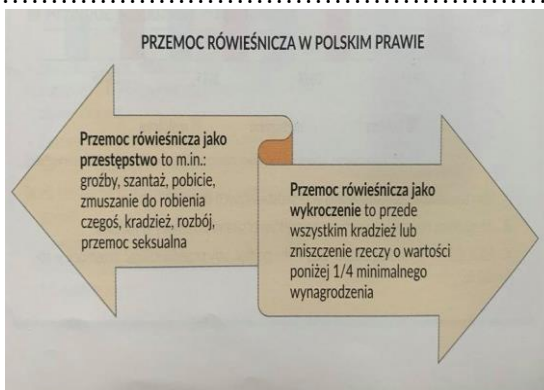 PRZEMOC RÓWIEŚNICZA W POLSKIM PRAWIE
Przemoc rówieśnicza jako
przestępstwo to m.in.:
groźby, szantaż, pobicie,
zmuszanie do robienia
czegoś, kradzież, rozbój,
przemoc seksualna
Przemoc rówieśnicza jako
wykroczenie to przede
wszystkim kradzież lub
zniszczenie rzeczy o wartości
poniżej 1/4 minimalnego
wynagrodzenia